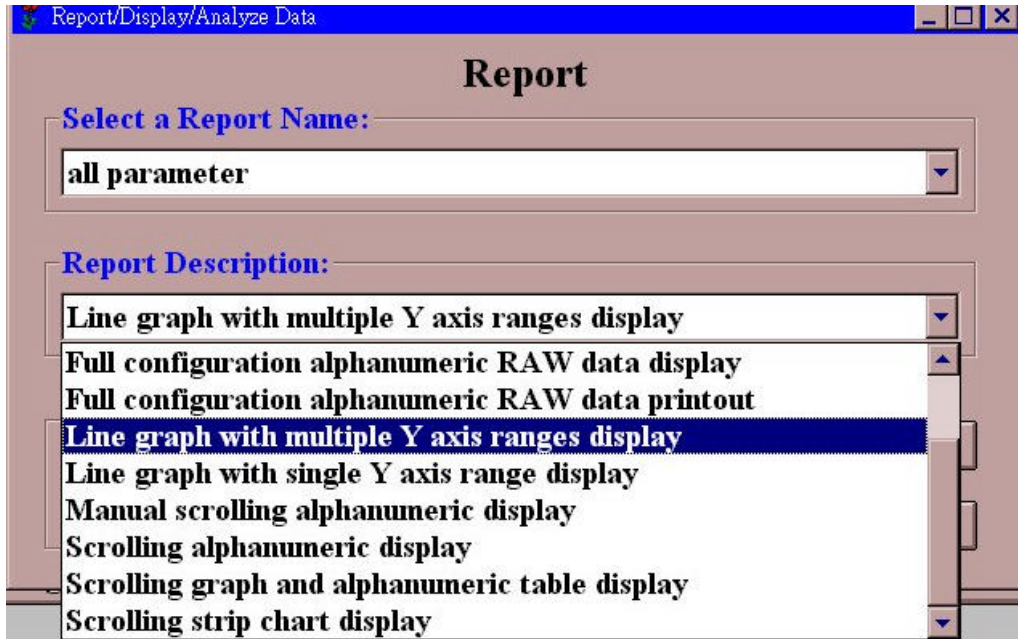 Report/Display/Analyze Data
Report
Select a Report Name:
all parameter
Report Description:
Line graph with multiple Y axis ranges display
Full configuration alphanumeric RAW data display
Full configuration alphanumeric RAW data printout
Line graph with multiple Y axis ranges display
Line graph with single Y axis range display
Manual scrolling alphanumeric display
Scrolling alphanumeric display
Scrolling graph and alphanumeric table display
Scrolling strip chart display